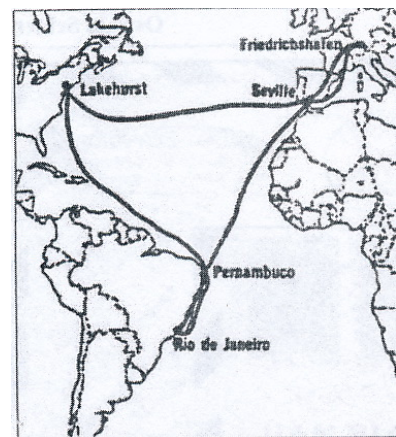 Friedrichshafen
Lakehurst
Seville
Pernambuco
Rio de Janeiro